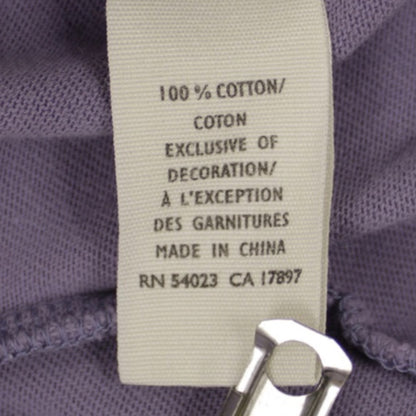 100 % COTTON/
COTON
EXCLUSIVE OF
DECORATION/
À L'EXCEPTION
DES GARNITURES
MADE IN CHINA
RN 54023 CA 17897